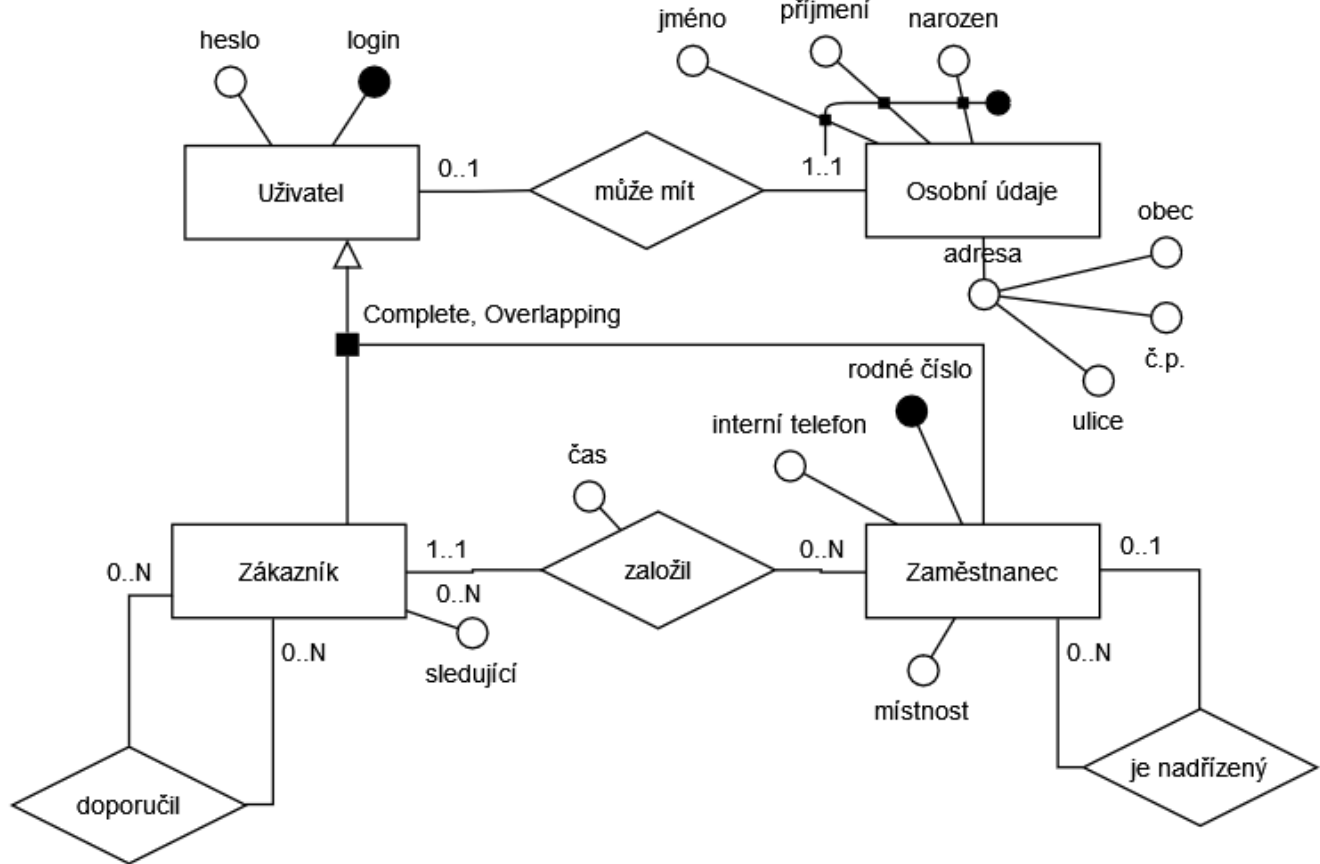 jméno
příjmení
narozen
heslo
login
Uživatel
0..1
může mít
1..1
Osobní údaje
obec
adresa
č.p.
ulice
Complete, Overlapping
rodné číslo
interní telefon
čas
0..N
Zákazník
1..1
0..N
založil
0..N
Zaměstnanec
0..1
0..N
sledující
0..N
místnost
doporučil
je nadřízený